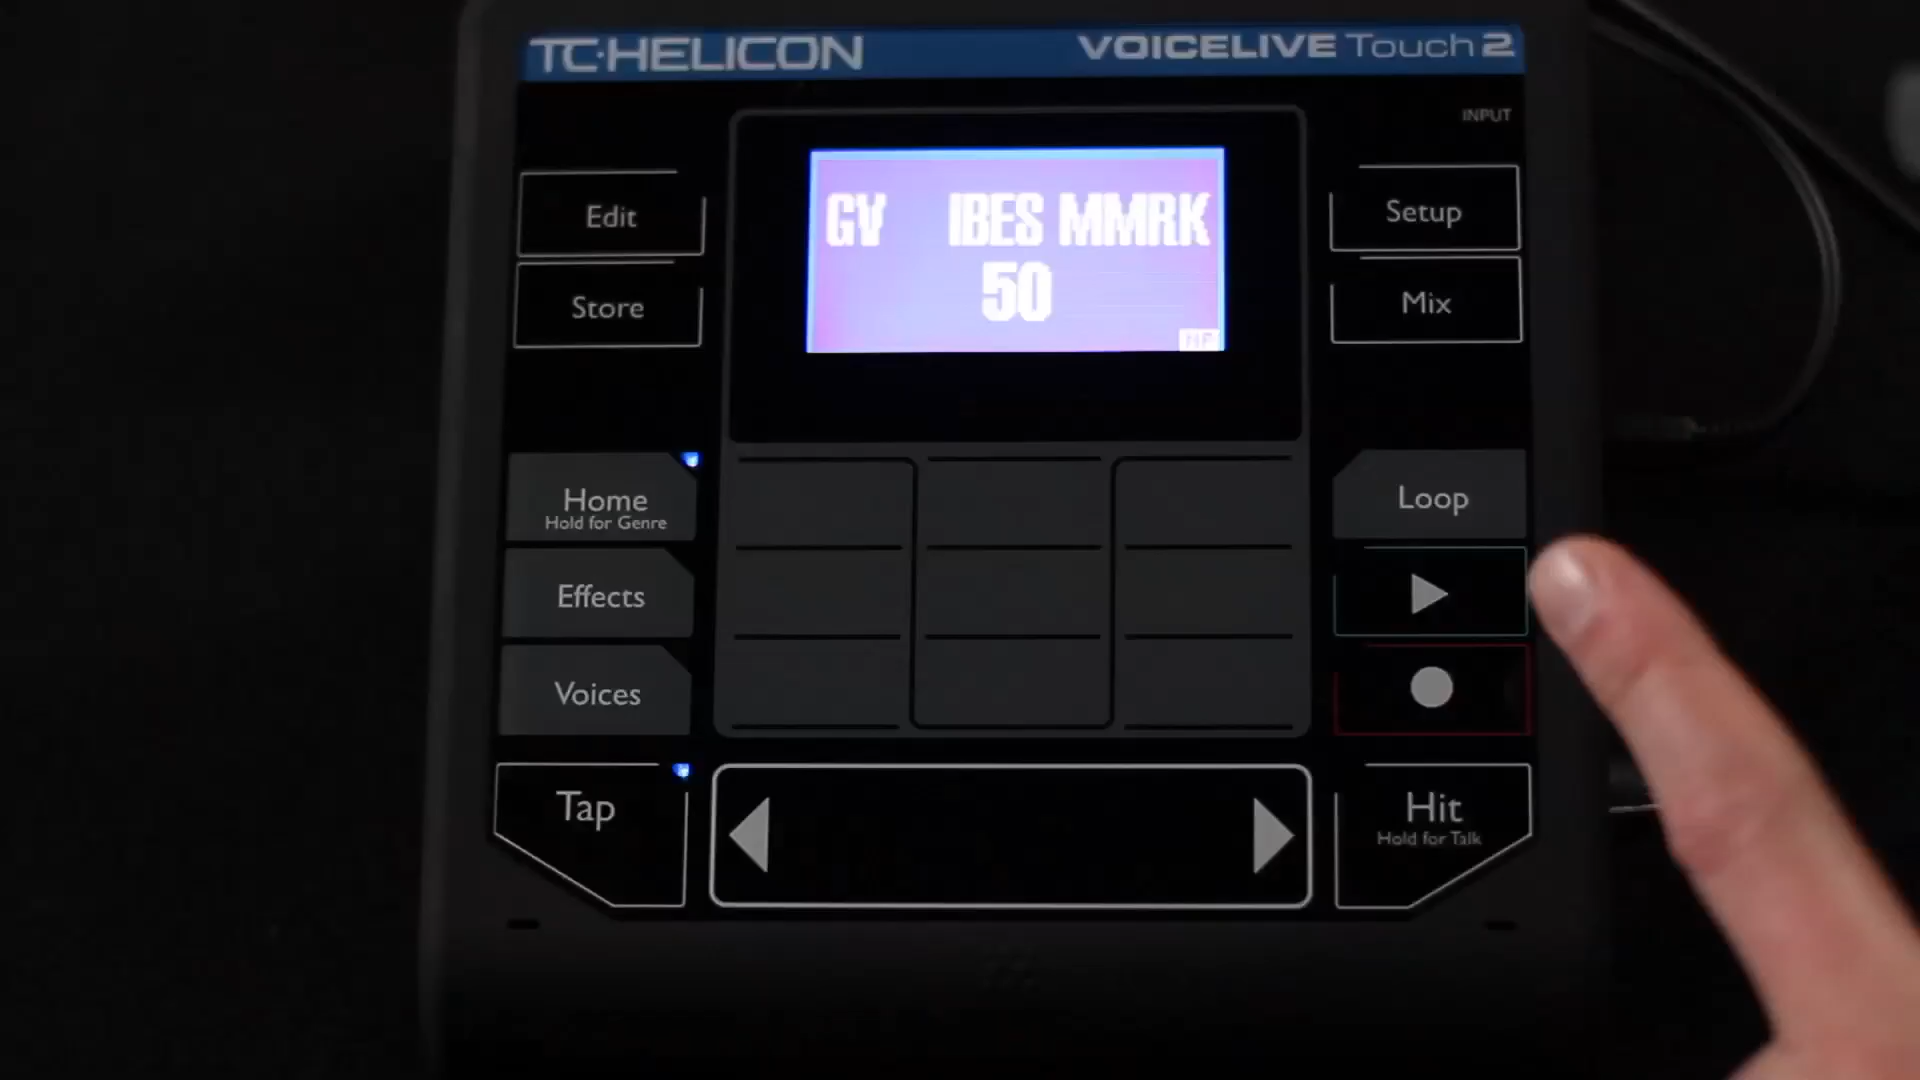 TC·HELICON
VOICELIVE Touch 2
INPUT
Edit
GV IBES MMRK
Setup
Store
50
Mix
Home
Hold for Genre
Loop
Effects
Voices
Tap
Hit
Hold for Talk